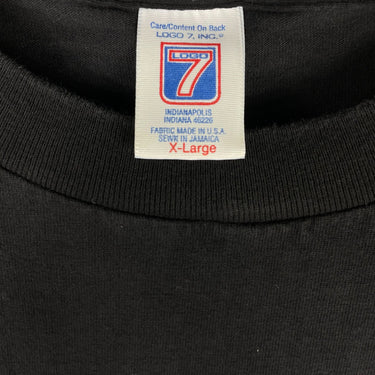 Care/Content On Back
LOGO 7, INC.®
LOGO
7
INDIANAPOLIS
INDIANA 46226
FABRIC MADE IN U.S.A.
SEWN IN JAMAICA
X-Large